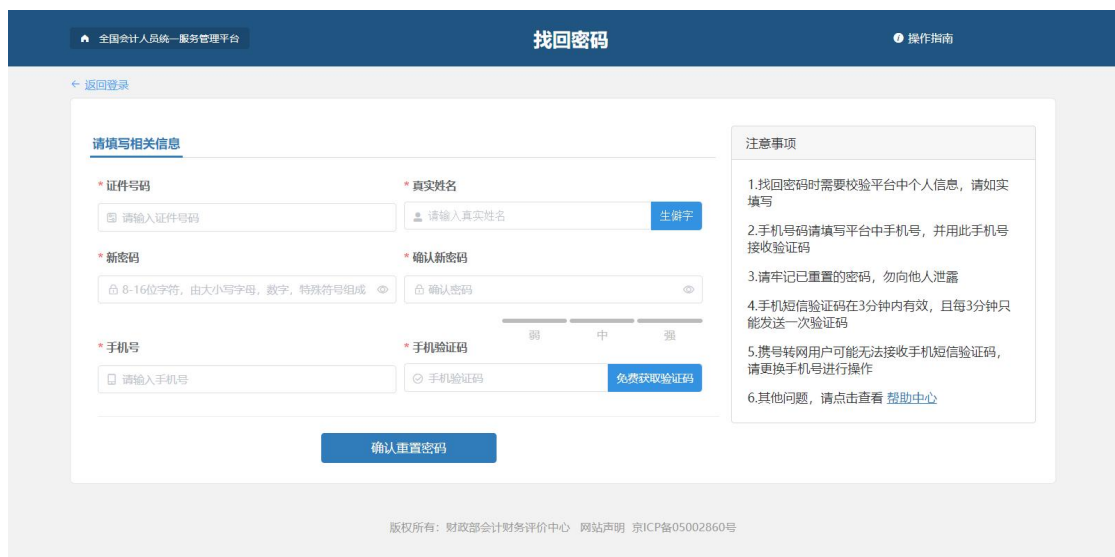 全国会计人员统一服务管理平台
找回密码
操作指南
← 返回登录
请填写相关信息
* 证件号码
* 真实姓名
请输入证件号码
请输入真实姓名
生僻字
* 新密码
* 确认新密码
8-16位字符，由大小写字母，数字，特殊符号组成
确认密码
弱 中 强
* 手机号
* 手机验证码
请输入手机号
手机验证码
免费获取验证码
确认重置密码
注意事项
1.找回密码时需要校验平台中个人信息，请如实
填写
2.手机号码请填写平台中手机号，并用此手机号
接收验证码
3.请牢记已重置的密码，勿向他人泄露
4.手机短信验证码在3分钟内有效，且每3分钟只
能发送一次验证码
5.携号转网用户可能无法接收手机短信验证码，
请更换手机号进行操作
6.其他问题，请点击查看 帮助中心
版权所有：财政部会计财务评价中心 网站声明 京ICP备05002860号